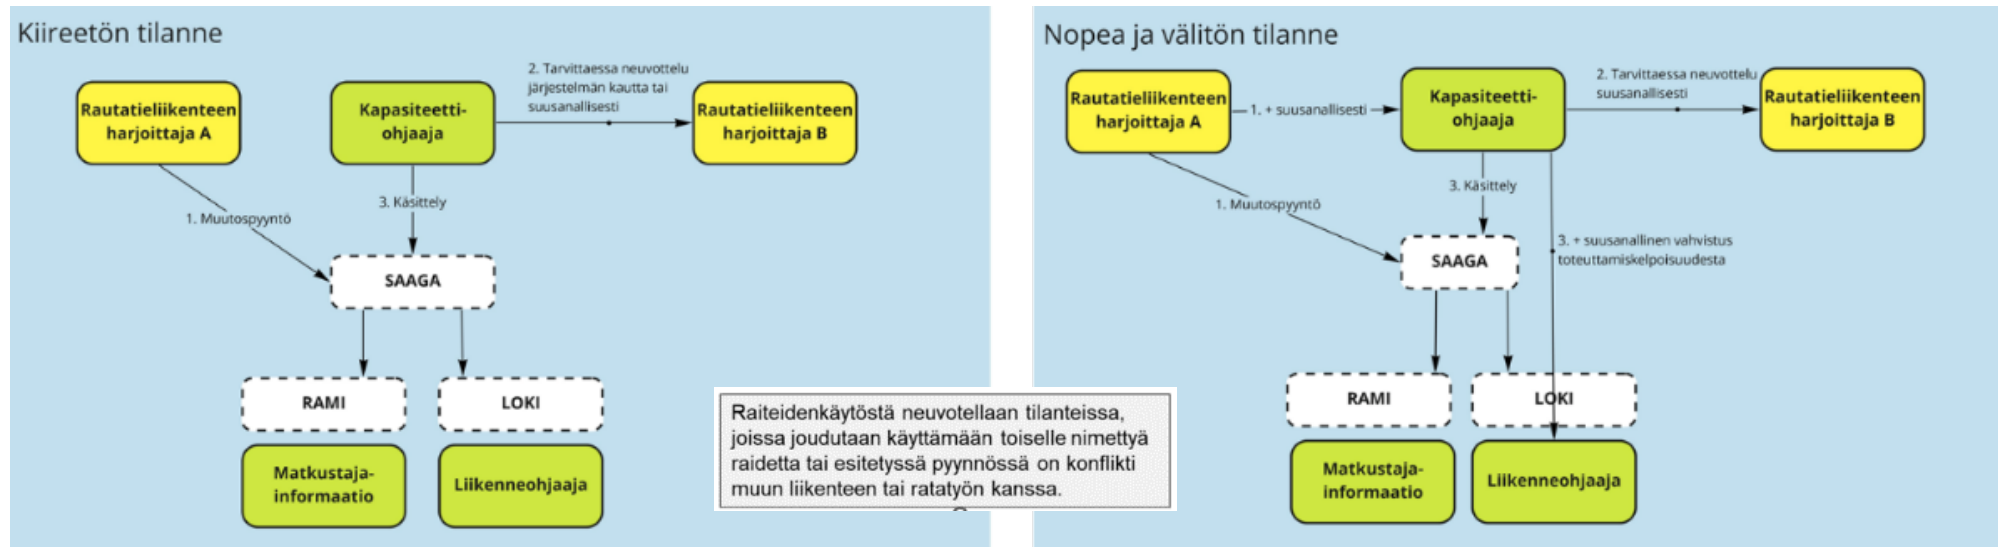 Kiireetön tilanne
2. Tarvittaessa neuvottelu
järjestelmän kautta tai
suusanallisesti
Rautatieliikenteen
harjoittaja A
Kapasiteetti-
ohjaaja
Rautatieliikenteen
harjoittaja B
1. Muutospyyntö
3. Käsittely
SAAGA
RAMI
LOKI
Matkustaja-
informaatio
Liikenneohjaaja
Raiteidenkäytöstä neuvotellaan tilanteissa,
joissa joudutaan käyttämään toiselle nimettyä
raidetta tai esitetyssä pyynnössä on konflikti
muun liikenteen tai ratatyön kanssa.
Nopea ja välitön tilanne
2. Tarvittaessa neuvottelu
suusanallisesti
Rautatieliikenteen
harjoittaja A
1. + suusanallisesti
Kapasiteetti-
ohjaaja
Rautatieliikenteen
harjoittaja B
1. Muutospyyntö
3. Käsittely
3. + suusanallinen vahvistus
toteuttamiskelpoisuudesta
SAAGA
RAMI
LOKI
Matkustaja-
informaatio
Liikenneohjaaja